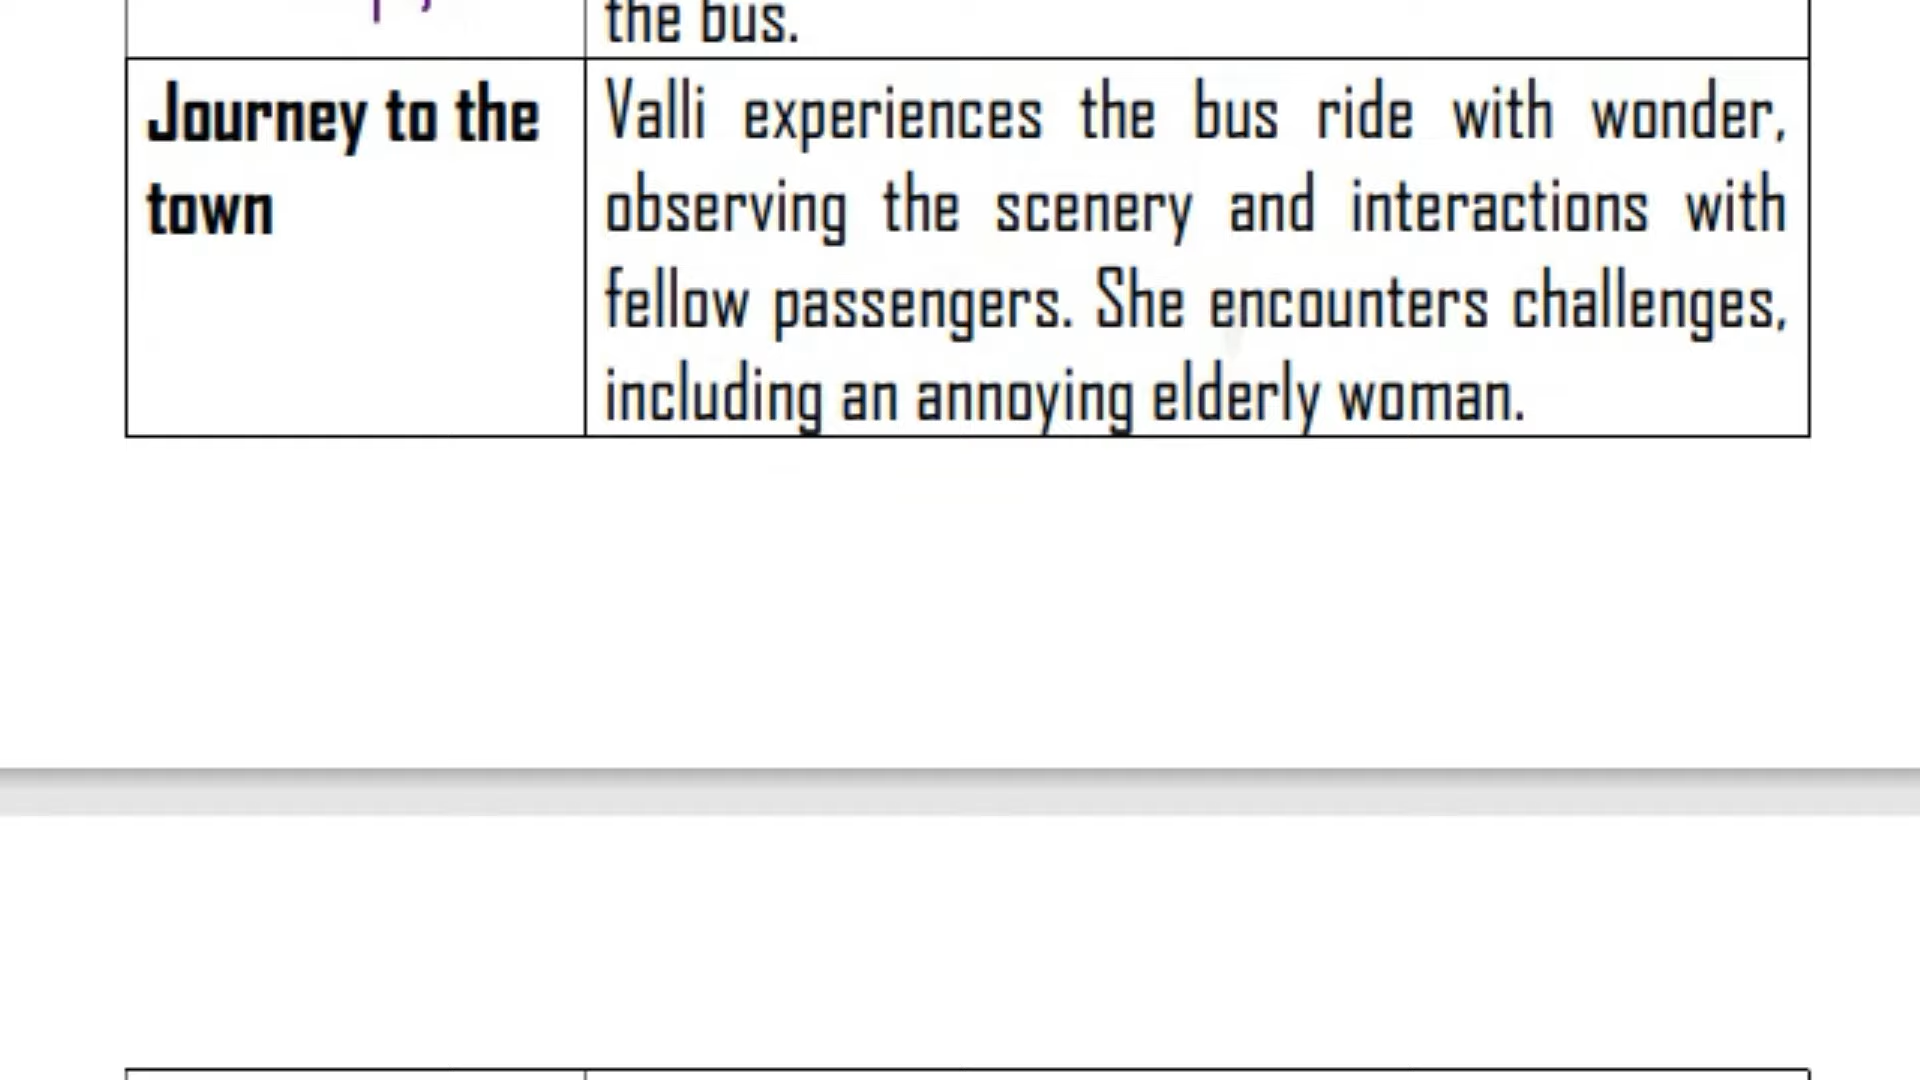 the bus.
Journey to the
town
Valli experiences the bus ride with wonder,
observing the scenery and interactions with
fellow passengers. She encounters challenges,
including an annoying elderly woman.